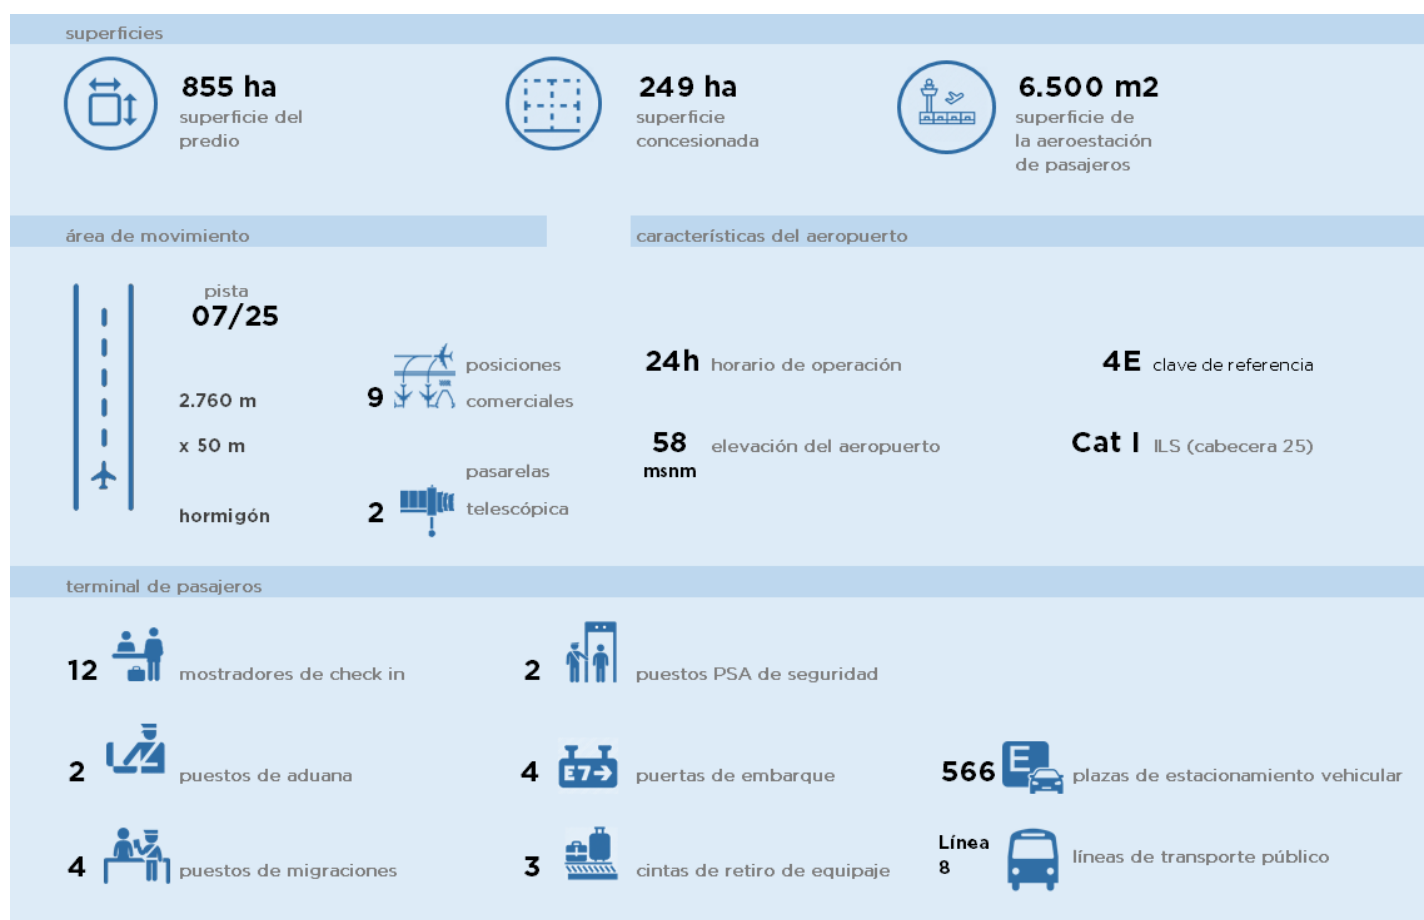 superficies
855 ha
superficie del
predio
249 ha
superficie
concesionada
6.500 m2
superficie de
la aeroestación
de pasajeros
área de movimiento
pista
07/25
2.760 m
x 50 m
hormigón
9
posiciones
comerciales
2
pasarelas
telescópica
características del aeropuerto
24h horario de operación
4E clave de referencia
58 elevación del aeropuerto
msnm
Cat I ILS (cabecera 25)
terminal de pasajeros
12 mostradores de check in
2 puestos PSA de seguridad
2 puestos de aduana
4 E7→ puertas de embarque
566 E plazas de estacionamiento vehicular
4 puestos de migraciones
3 cintas de retiro de equipaje
Línea
8
líneas de transporte público